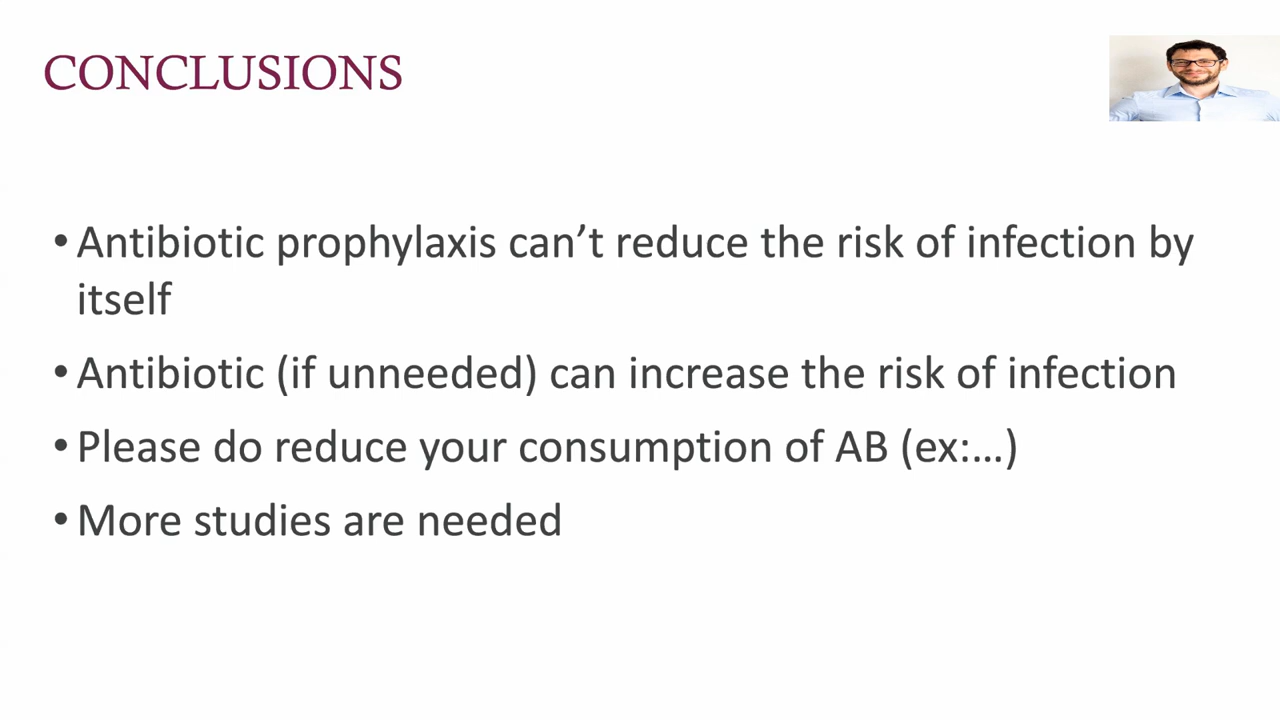 CONCLUSIONS
• Antibiotic prophylaxis can’t reduce the risk of infection by
itself
• Antibiotic (if unneeded) can increase the risk of infection
• Please do reduce your consumption of AB (ex:…)
• More studies are needed